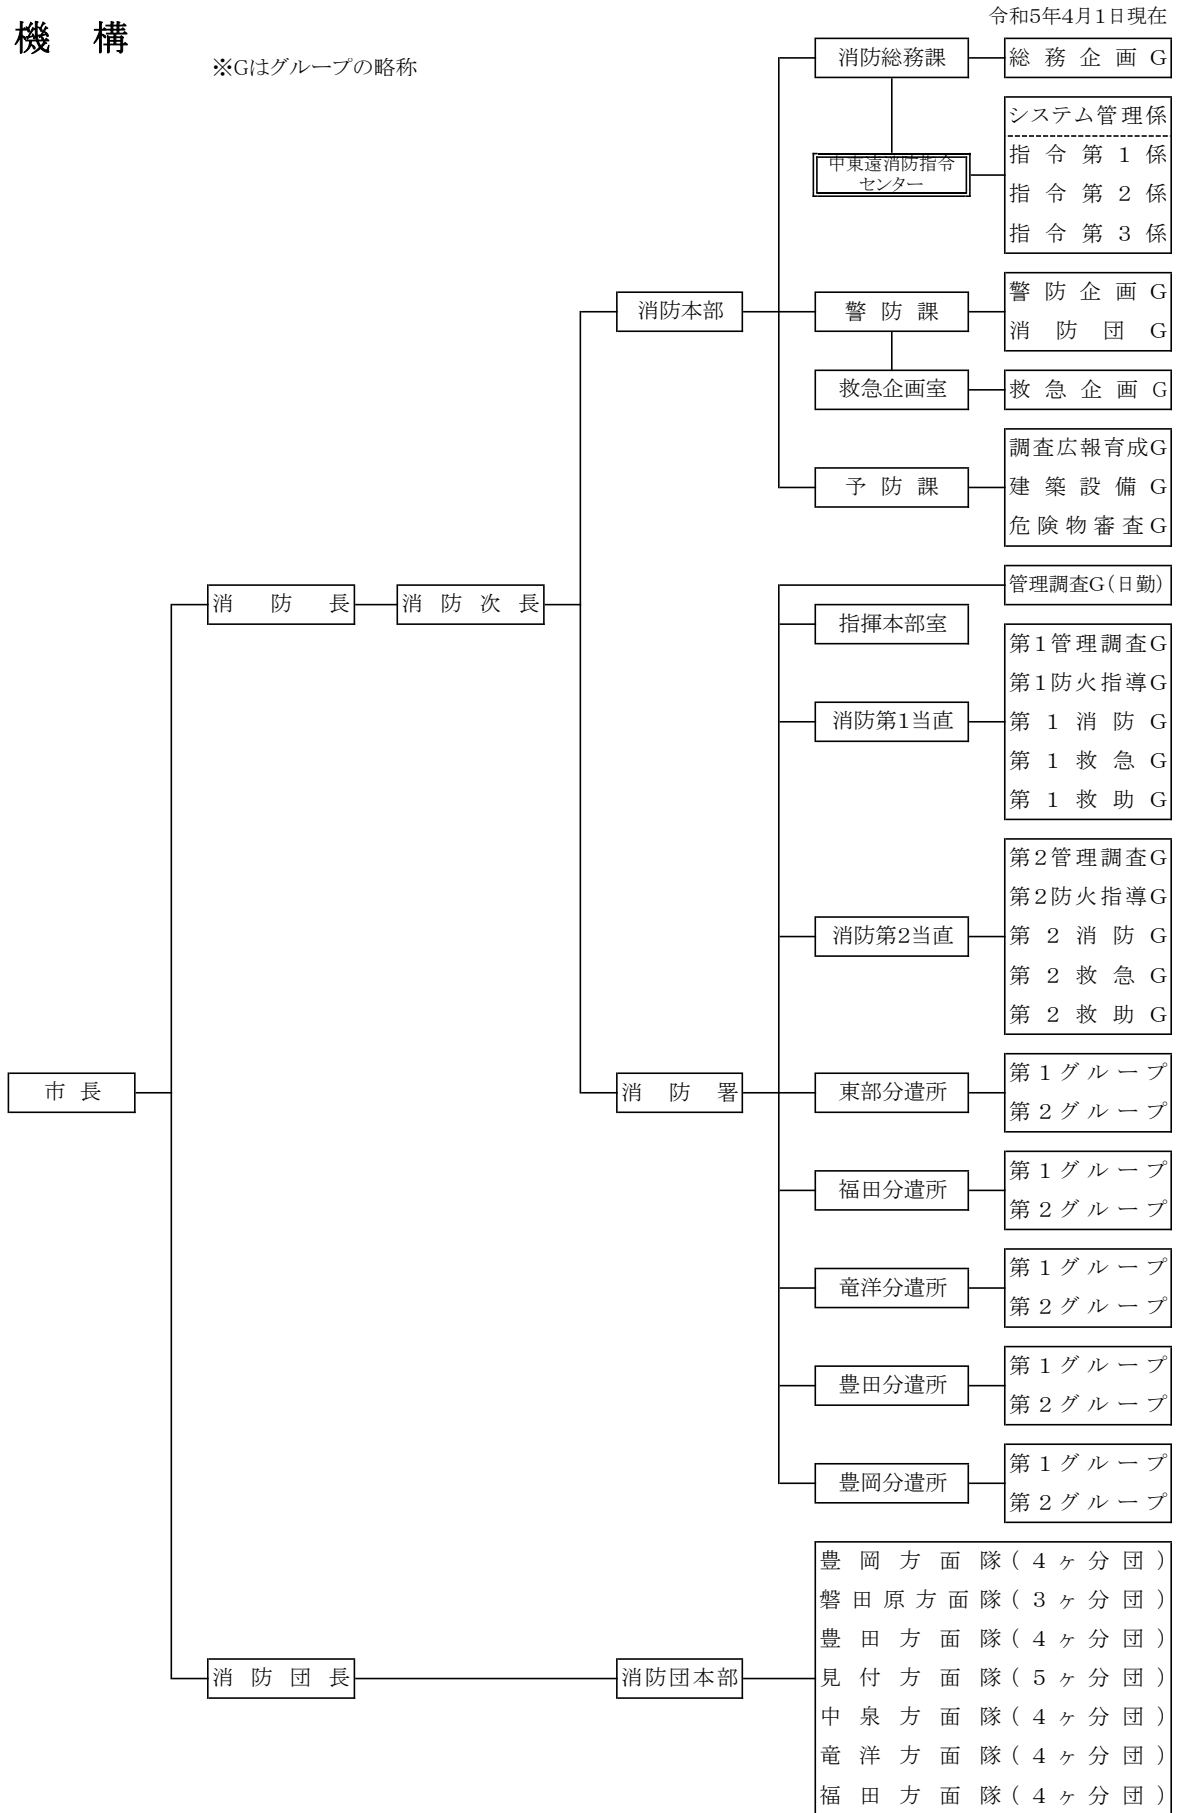 令和5年4月1日現在
機　構
※Gはグループの略称
消防総務課
総務企画G
システム管理係
中東遠消防指令
センター
指令第1係
指令第2係
指令第3係
消防本部
警防課
警防企画G
消防団G
救急企画室
救急企画G
予防課
調査広報育成G
建築設備G
危険物審査G
消防長
消防次長
管理調査G(日勤)
指揮本部室
消防第1当直
第1管理調査G
第1防火指導G
第1消防G
第1救急G
第1救助G
消防第2当直
第2管理調査G
第2防火指導G
第2消防G
第2救急G
第2救助G
市長
消防署
東部分遣所
第1グループ
第2グループ
福田分遣所
第1グループ
第2グループ
竜洋分遣所
第1グループ
第2グループ
豊田分遣所
第1グループ
第2グループ
豊岡分遣所
第1グループ
第2グループ
消防団長
消防団本部
豊岡方面隊(4ヶ分団)
磐田原方面隊(3ヶ分団)
豊田方面隊(4ヶ分団)
見付方面隊(5ヶ分団)
中泉方面隊(4ヶ分団)
竜洋方面隊(4ヶ分団)
福田方面隊(4ヶ分団)